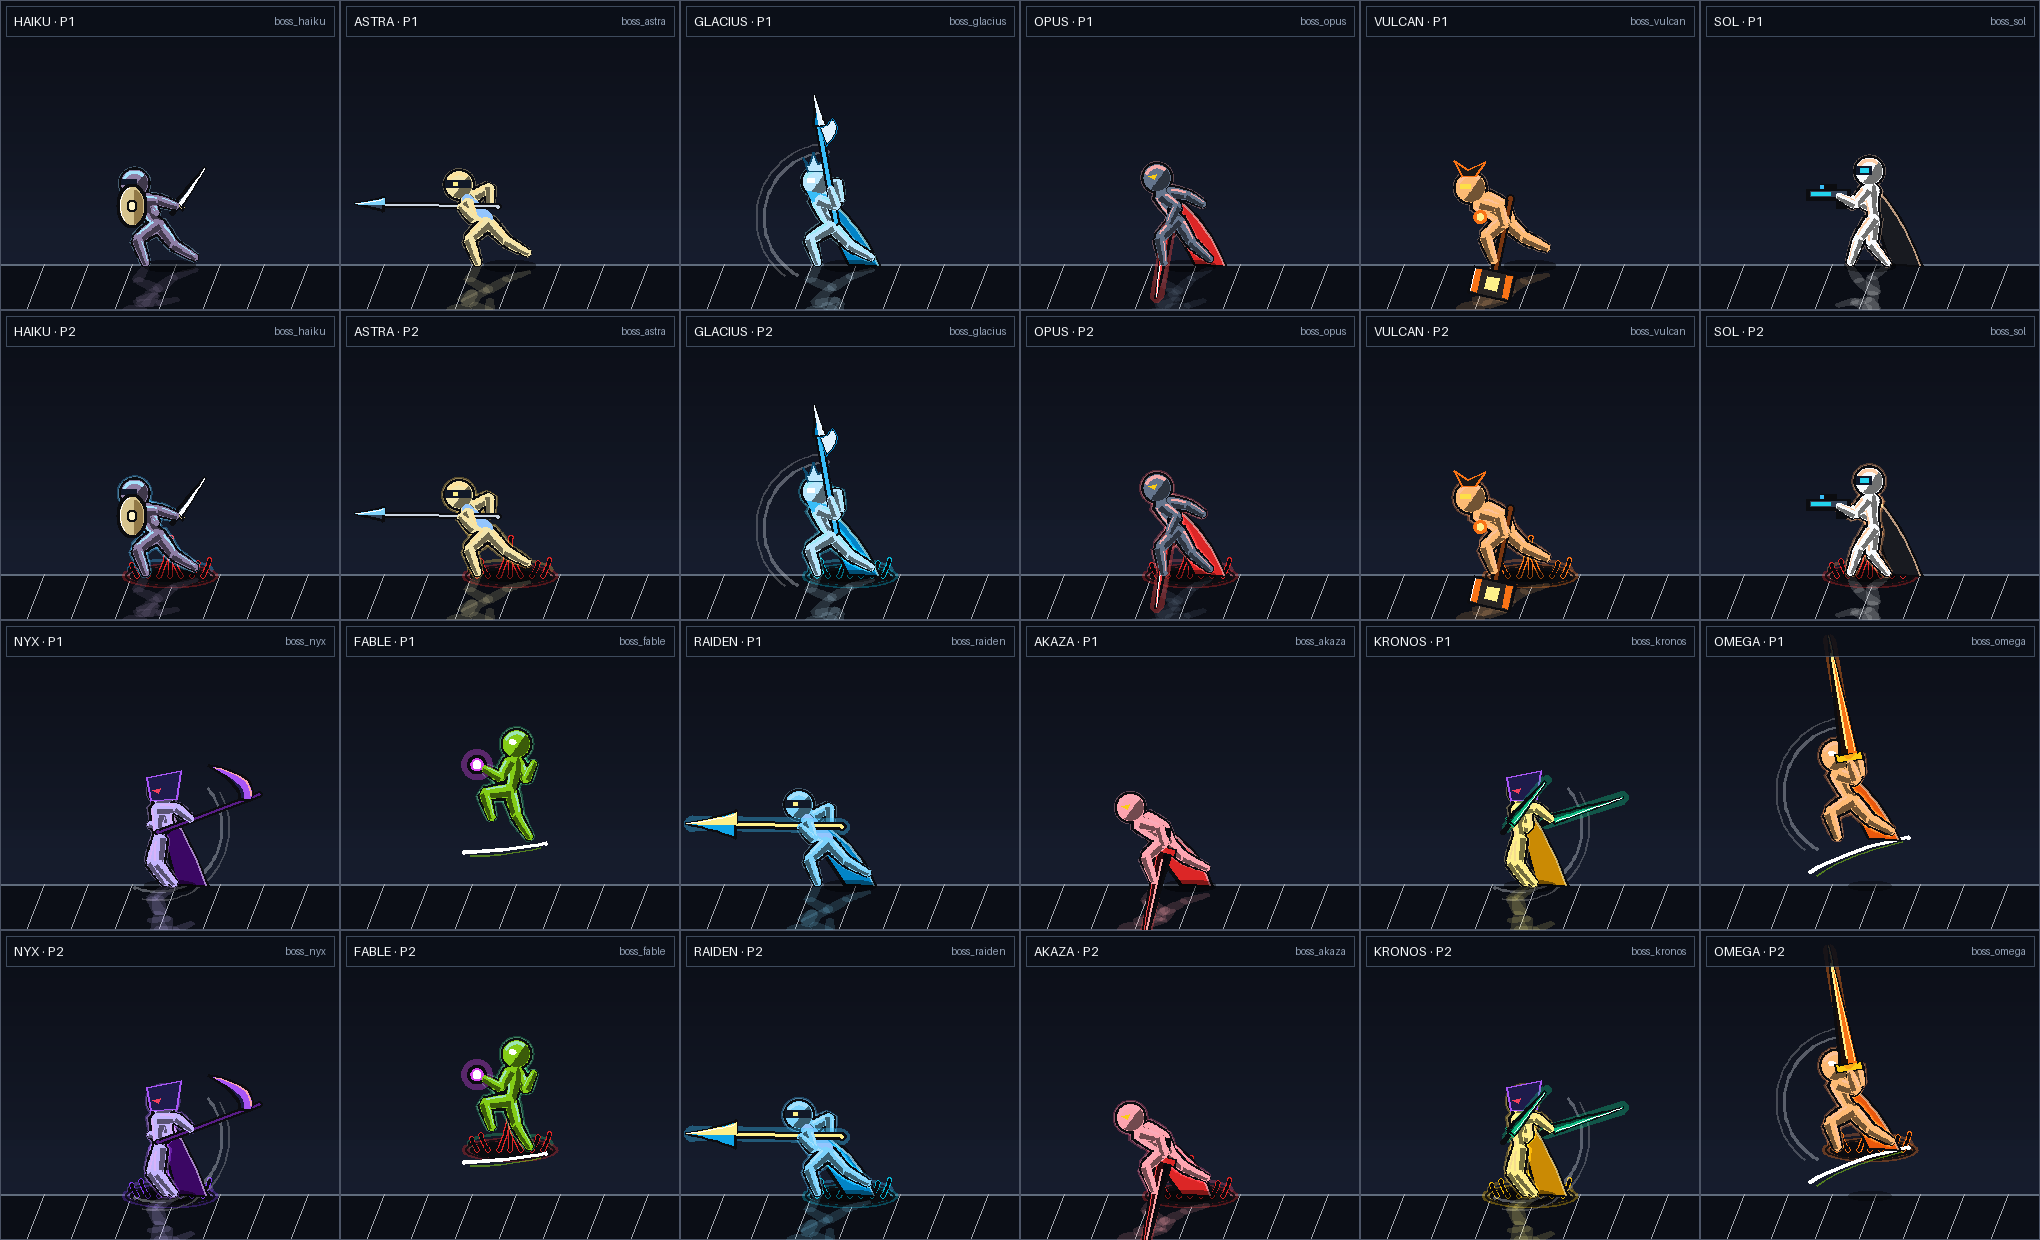 HAIKU · P1 boss_haiku
ASTRA · P1 boss_astra
GLACIUS · P1 boss_glacius
OPUS · P1 boss_opus
VULCAN · P1 boss_vulcan
SOL · P1 boss_sol
HAIKU · P2 boss_haiku
ASTRA · P2 boss_astra
GLACIUS · P2 boss_glacius
OPUS · P2 boss_opus
VULCAN · P2 boss_vulcan
SOL · P2 boss_sol
NYX · P1 boss_nyx
FABLE · P1 boss_fable
RAIDEN · P1 boss_raiden
AKAZA · P1 boss_akaza
KRONOS · P1 boss_kronos
OMEGA · P1 boss_omega
NYX · P2 boss_nyx
FABLE · P2 boss_fable
RAIDEN · P2 boss_raiden
AKAZA · P2 boss_akaza
KRONOS · P2 boss_kronos
OMEGA · P2 boss_omega